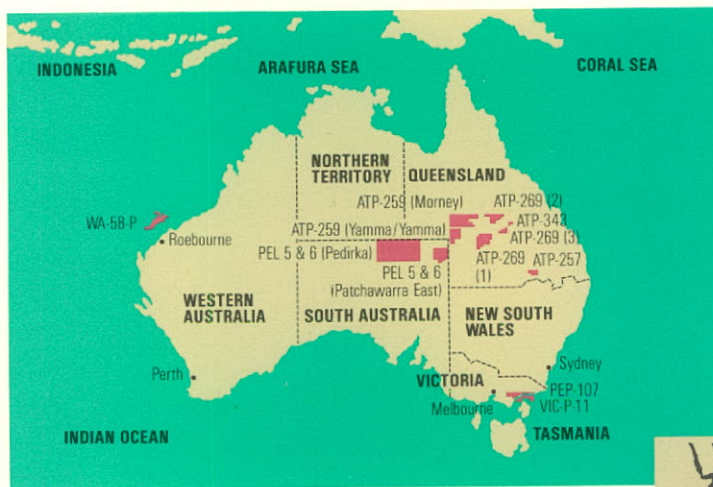 INDONESIA
ARAFURA SEA
CORAL SEA
NORTHERN
TERRITORY
QUEENSLAND
ATP-259 (Morney)
ATP-269 (2)
WA-58-P
ATP-343
Roebourne
ATP-259 (Yamma/Yamma)
ATP-269 (3)
PEL 5 & 6 (Pedirka)
ATP-269
(1)
ATP-257
PEL 5 & 6
(Patchawarra East)
WESTERN
AUSTRALIA
SOUTH AUSTRALIA
NEW SOUTH
WALES
Sydney
Perth
VICTORIA
PEP-107
Melbourne
VIC-P-11
INDIAN OCEAN
TASMANIA